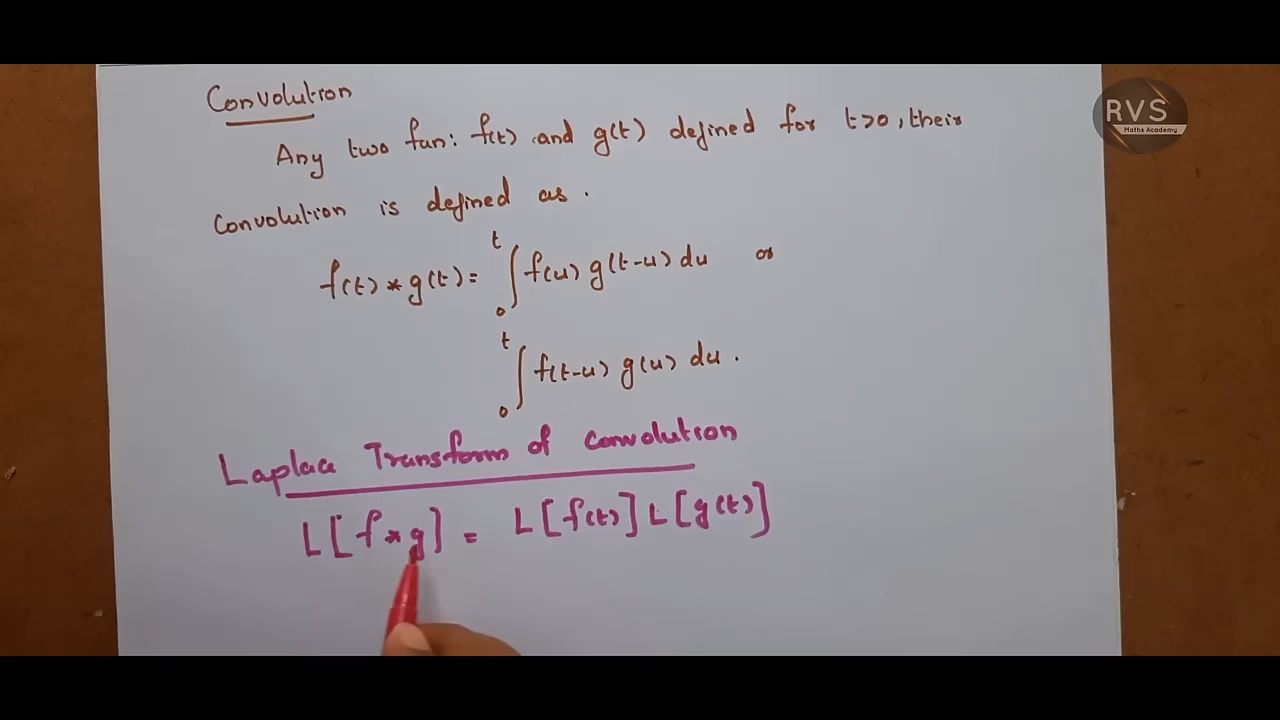 Convolution
RVS
Maths Academy
Any two fun: f(t) and g(t) defined for t>0, their
Convolution is defined as.
f(t) * g(t) = ∫₀ᵗ f(u) g(t-u) du or
∫₀ᵗ f(t-u) g(u) du.
Laplace Transform of Convolution
L[f*g] = L[f(t)] L[g(t)]